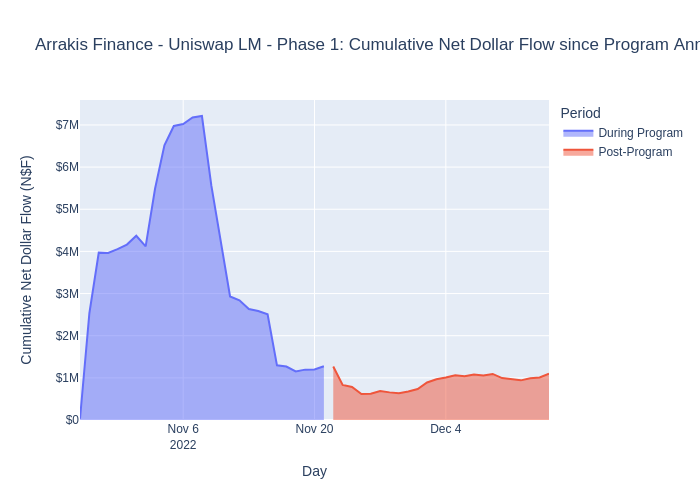 Arrakis Finance - Uniswap LM - Phase 1: Cumulative Net Dollar Flow since Program Ann
Period
During Program
Post-Program
Cumulative Net Dollar Flow (N$F)
$7M
$6M
$5M
$4M
$3M
$2M
$1M
$0
Nov 6
2022
Nov 20
Dec 4
Day